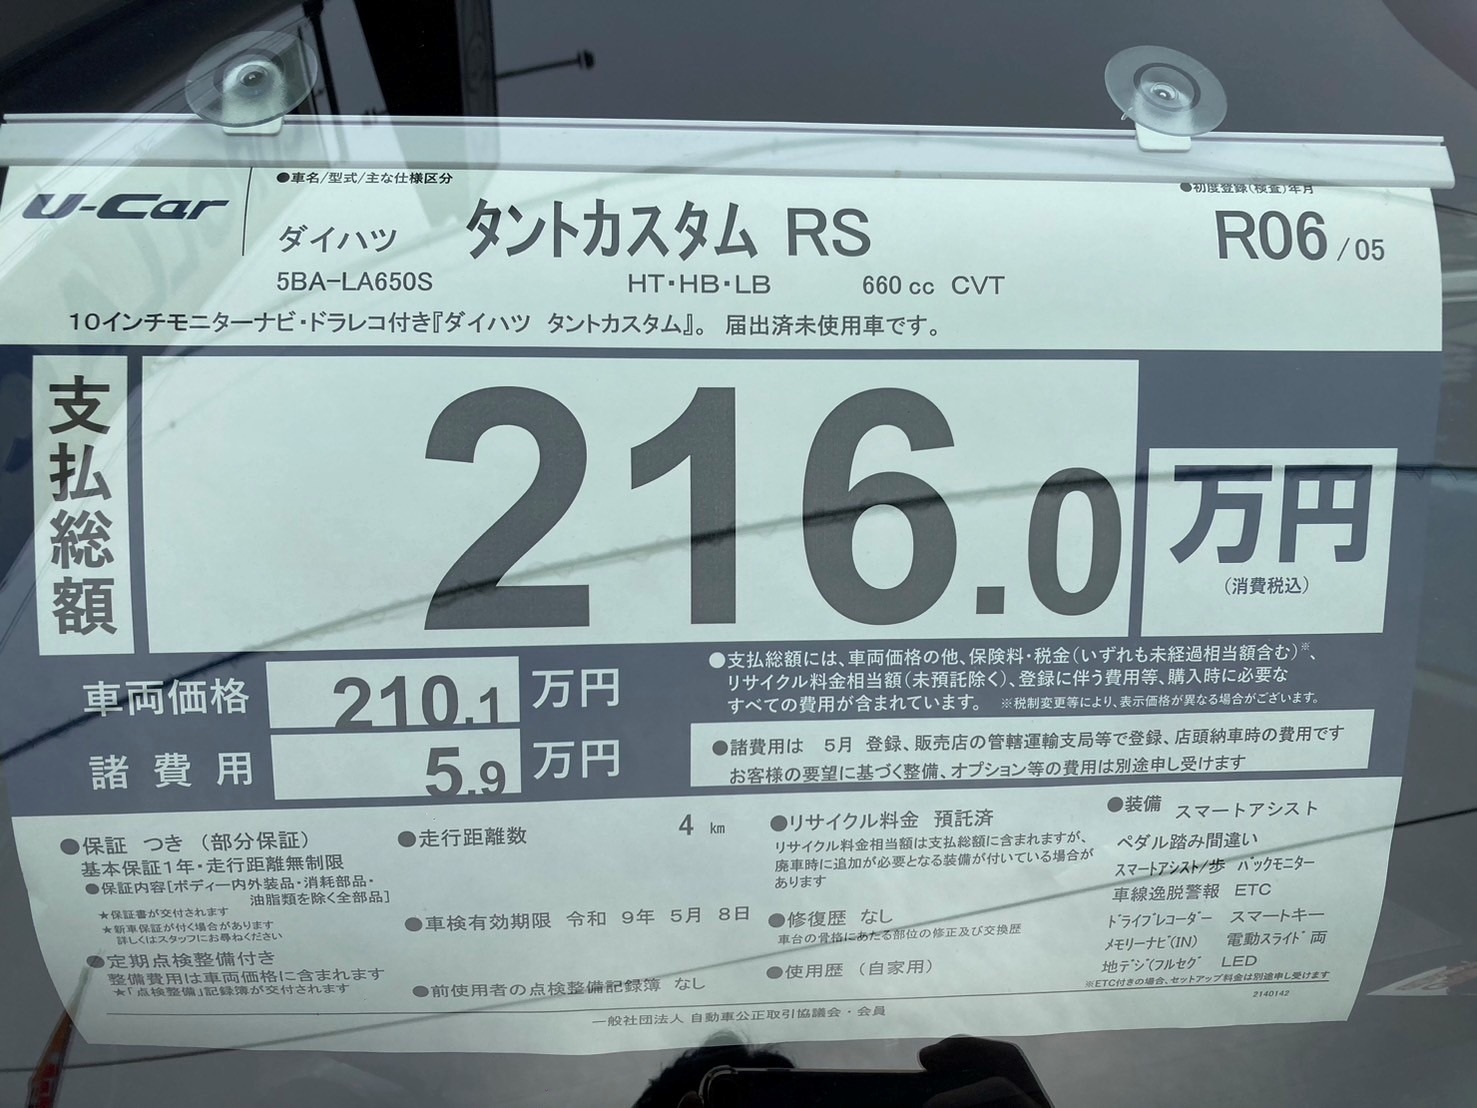 U-Car
●車名/型式/主な仕様区分
●初度登録(検査)年月
ダイハツ タントカスタム RS
R06/05
5BA-LA650S HT・HB・LB 660 cc CVT
10インチモニターナビ・ドラレコ付き『ダイハツ タントカスタム』。 届出済未使用車です。
支払総額
216.0 万円
(消費税込)
車両価格 210.1 万円
諸費用 5.9 万円
●支払総額には、車両価格の他、保険料・税金(いずれも未経過相当額含む)※、
リサイクル料金相当額(未預託除く)、登録に伴う費用等、購入時に必要な
すべての費用が含まれています。 ※税制変更等により、表示価格が異なる場合がございます。
●諸費用は 5月 登録、販売店の管轄運輸支局等で登録、店頭納車時の費用です
お客様の要望に基づく整備、オプション等の費用は別途申し受けます
●保証 つき (部分保証)
基本保証1年・走行距離無制限
●保証内容[ボディー内外装品・消耗部品・
油脂類を除く全部品]
★保証書が交付されます
★新車保証が付く場合があります
詳しくはスタッフにお尋ねください
●定期点検整備付き
整備費用は車両価格に含まれます
★「点検整備」記録簿が交付されます
●走行距離数 4 km
●車検有効期限 令和 9年 5月 8日
●前使用者の点検整備記録簿 なし
●リサイクル料金 預託済
リサイクル料金相当額は支払総額に含まれますが、
廃車時に追加が必要となる装備が付いている場合が
あります
●修復歴 なし
車台の骨格にあたる部位の修正及び交換歴
●使用歴 (自家用)
●装備 スマートアシスト
ペダル踏み間違い
スマートアシスト/歩 バックモニター
車線逸脱警報 ETC
ドライブレコーダー スマートキー
メモリーナビ(IN) 電動スライド両
地デジ(フルセグ LED
※ETC付きの場合、セットアップ料金は別途申し受けます
2140142
一般社団法人 自動車公正取引協議会・会員